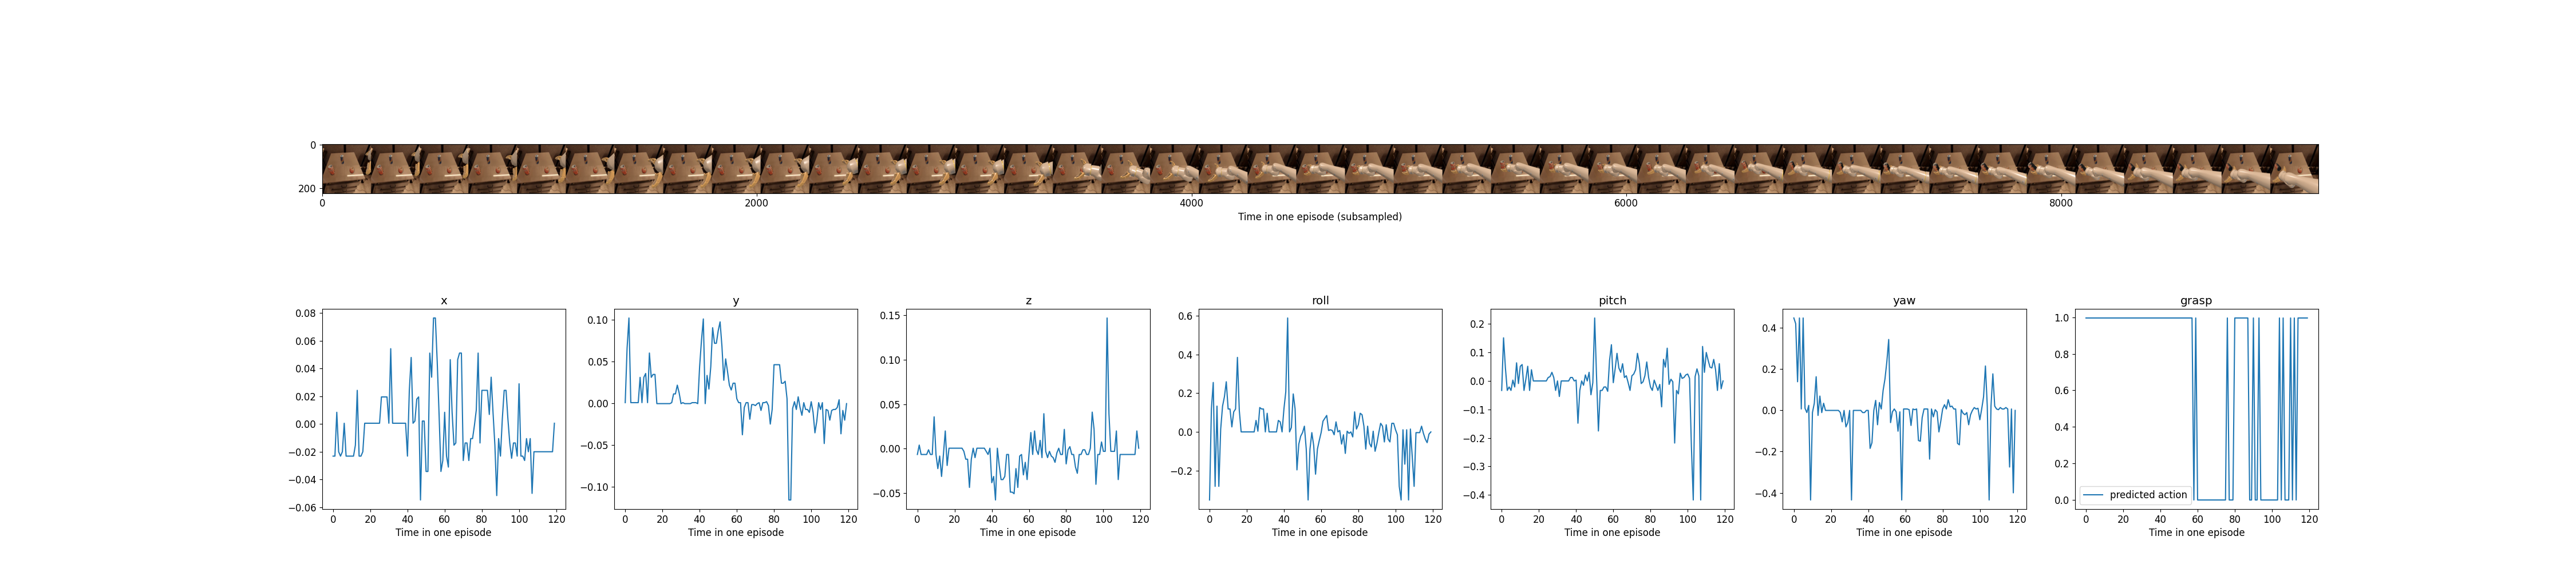 0
200
0 2000 4000 6000 8000
Time in one episode (subsampled)
x
0.08
0.06
0.04
0.02
0.00
−0.02
−0.04
−0.06
0 20 40 60 80 100 120
Time in one episode
y
0.10
0.05
0.00
−0.05
−0.10
0 20 40 60 80 100 120
Time in one episode
z
0.15
0.10
0.05
0.00
−0.05
0 20 40 60 80 100 120
Time in one episode
roll
0.6
0.4
0.2
0.0
−0.2
0 20 40 60 80 100 120
Time in one episode
pitch
0.2
0.1
0.0
−0.1
−0.2
−0.3
−0.4
0 20 40 60 80 100 120
Time in one episode
yaw
0.4
0.2
0.0
−0.2
−0.4
0 20 40 60 80 100 120
Time in one episode
grasp
1.0
0.8
0.6
0.4
0.2
0.0
predicted action
0 20 40 60 80 100 120
Time in one episode